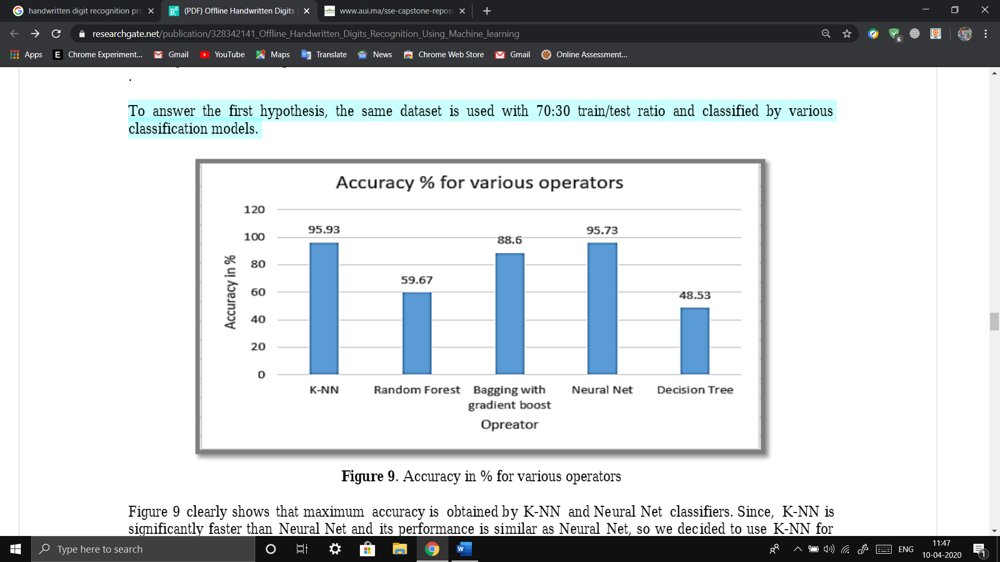 handwritten digit recognition pro
(PDF) Offline Handwritten Digits
www.aui.ma/sse-capstone-reposi
researchgate.net/publication/328342141_Offline_Handwritten_Digits_Recognition_Using_Machine_learning
6
Apps
E
Chrome Experiment...
Gmail
YouTube
Maps
Translate
News
Chrome Web Store
Gmail
Online Assessment...
.
To answer the first hypothesis, the same dataset is used with 70:30 train/test ratio and classified by various
classification models.
Accuracy % for various operators
120
100
80
60
40
20
0
Accuracy in %
95.93
59.67
88.6
95.73
48.53
K-NN
Random Forest
Bagging with
gradient boost
Neural Net
Decision Tree
Opreator
Figure 9. Accuracy in % for various operators
Figure 9 clearly shows that maximum accuracy is obtained by K-NN and Neural Net classifiers. Since, K-NN is
significantly faster than Neural Net and its performance is similar as Neural Net, so we decided to use K-NN for
Type here to search
ENG
11:47
10-04-2020
1